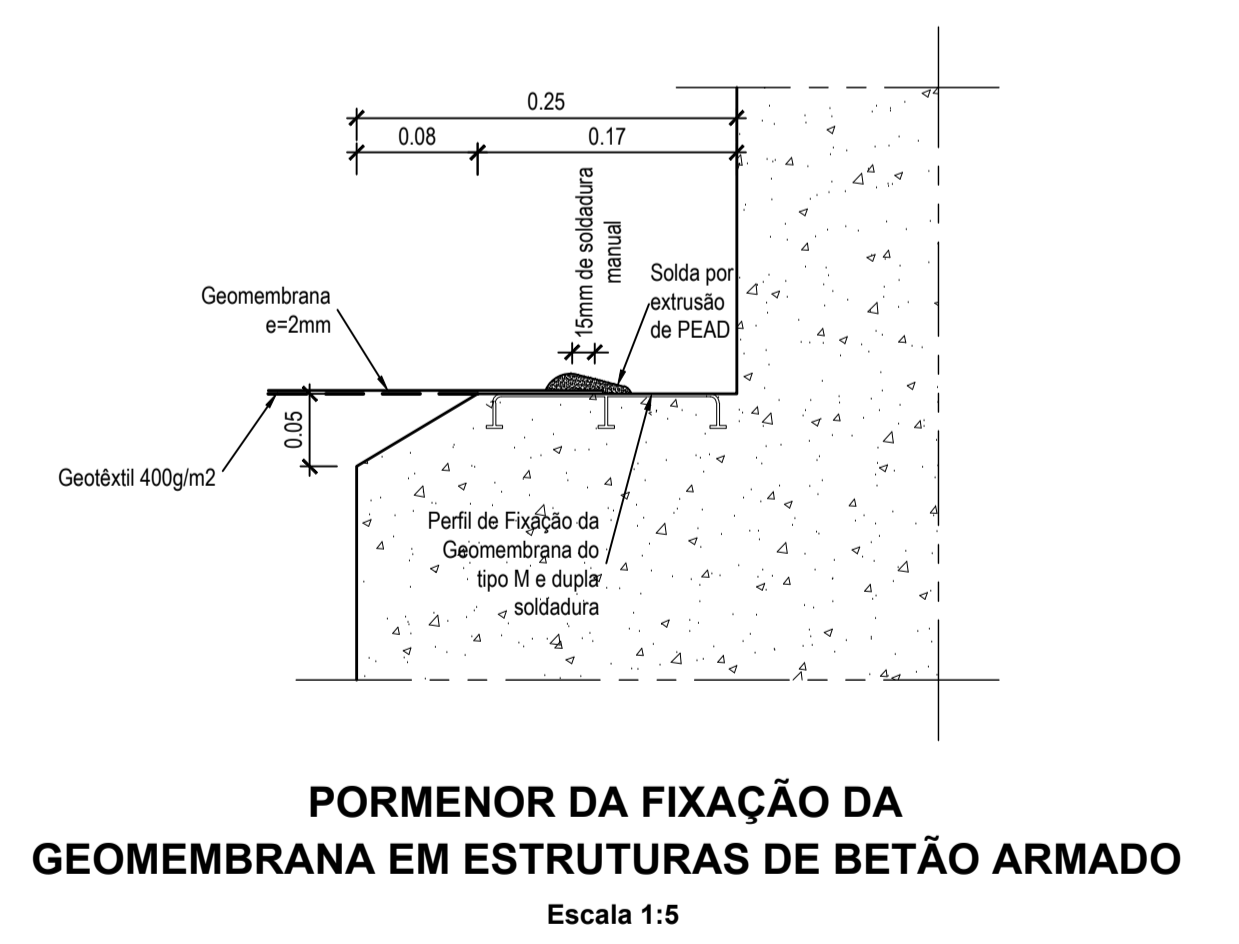 0.25
0.08
0.17
15mm de soldadura
manual
Solda por
extrusão
de PEAD
Geomembrana
e=2mm
0.05
Geotêxtil 400g/m2
Perfil de Fixação da
Geomembrana do
tipo M e dupla
soldadura
PORMENOR DA FIXAÇÃO DA
GEOMEMBRANA EM ESTRUTURAS DE BETÃO ARMADO
Escala 1:5